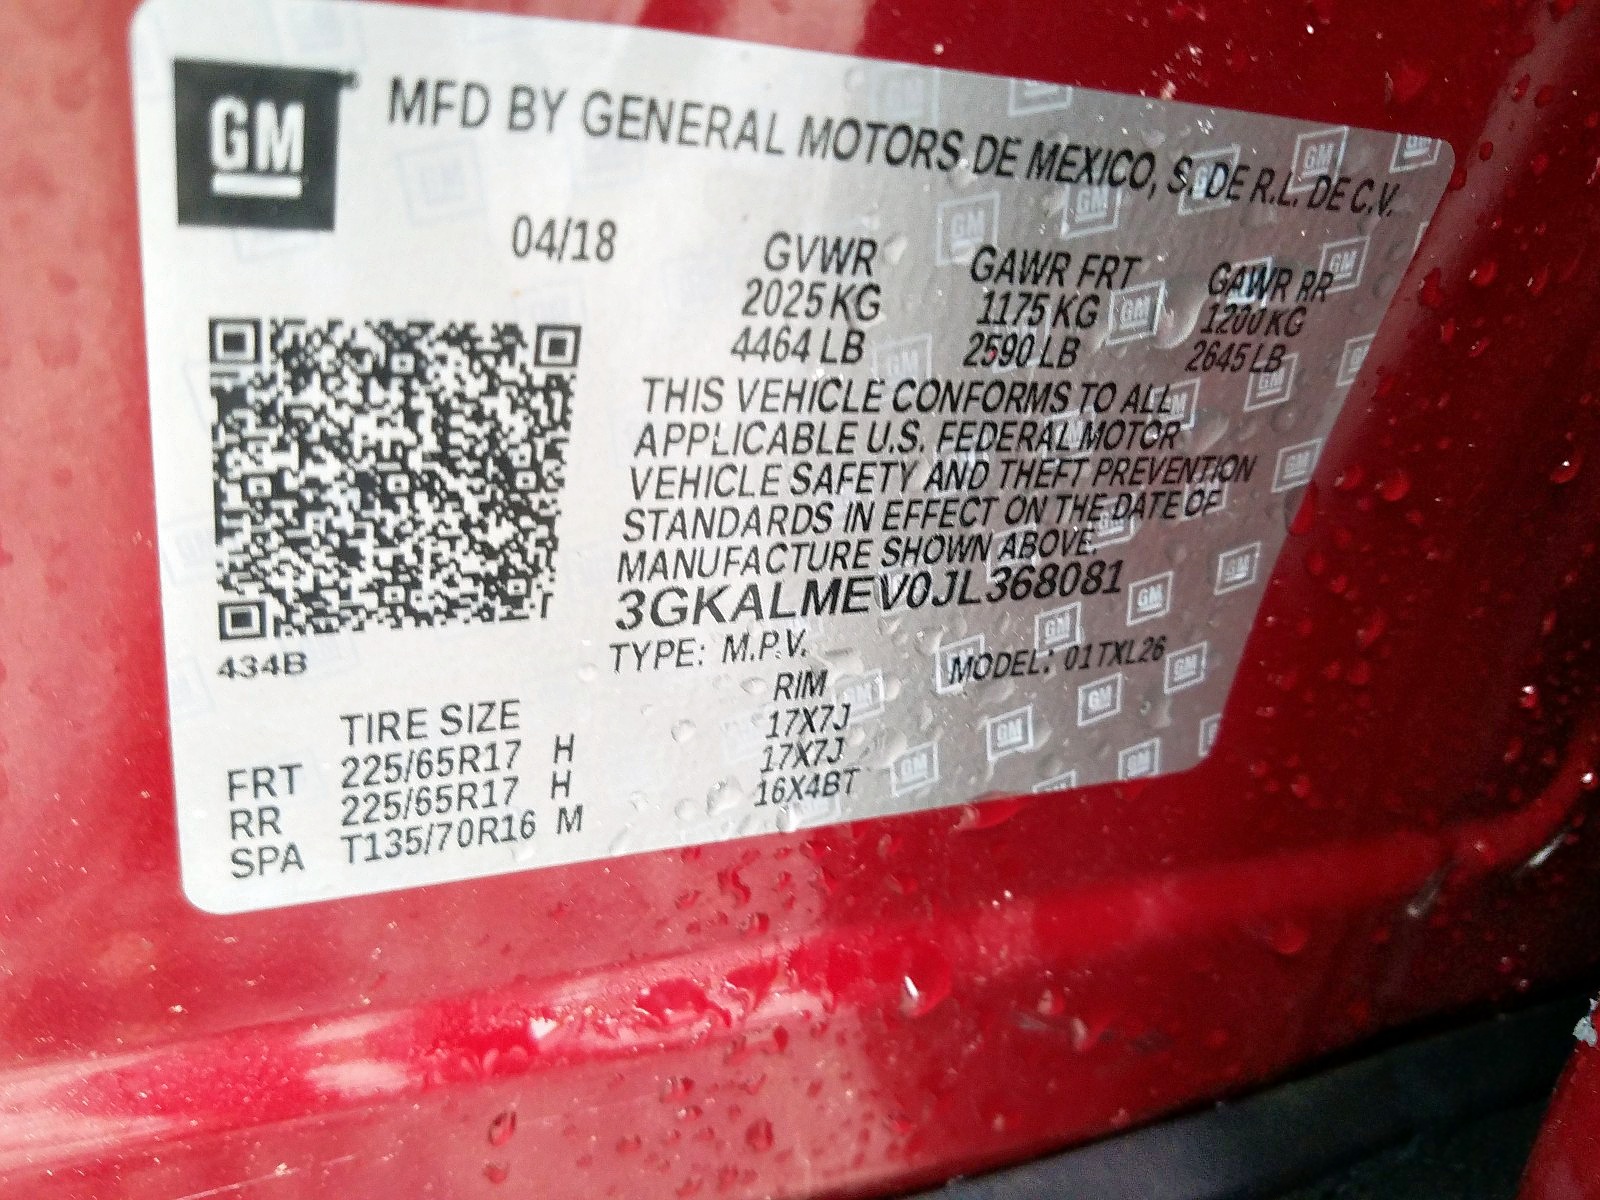 GM
MFD BY GENERAL MOTORS DE MEXICO, S. DE R.L. DE C.V.
04/18 GVWR GAWR FRT GAWR RR
2025 KG 1175 KG 1200 KG
4464 LB 2590 LB 2645 LB
THIS VEHICLE CONFORMS TO ALL
APPLICABLE U.S. FEDERAL MOTOR
VEHICLE SAFETY AND THEFT PREVENTION
STANDARDS IN EFFECT ON THE DATE OF
MANUFACTURE SHOWN ABOVE.
3GKALMEV0JL368081
434B
TYPE: M.P.V. MODEL: 01TXL26
TIRE SIZE RIM
FRT 225/65R17 H 17X7J
RR 225/65R17 H 17X7J
SPA T135/70R16 M 16X4BT